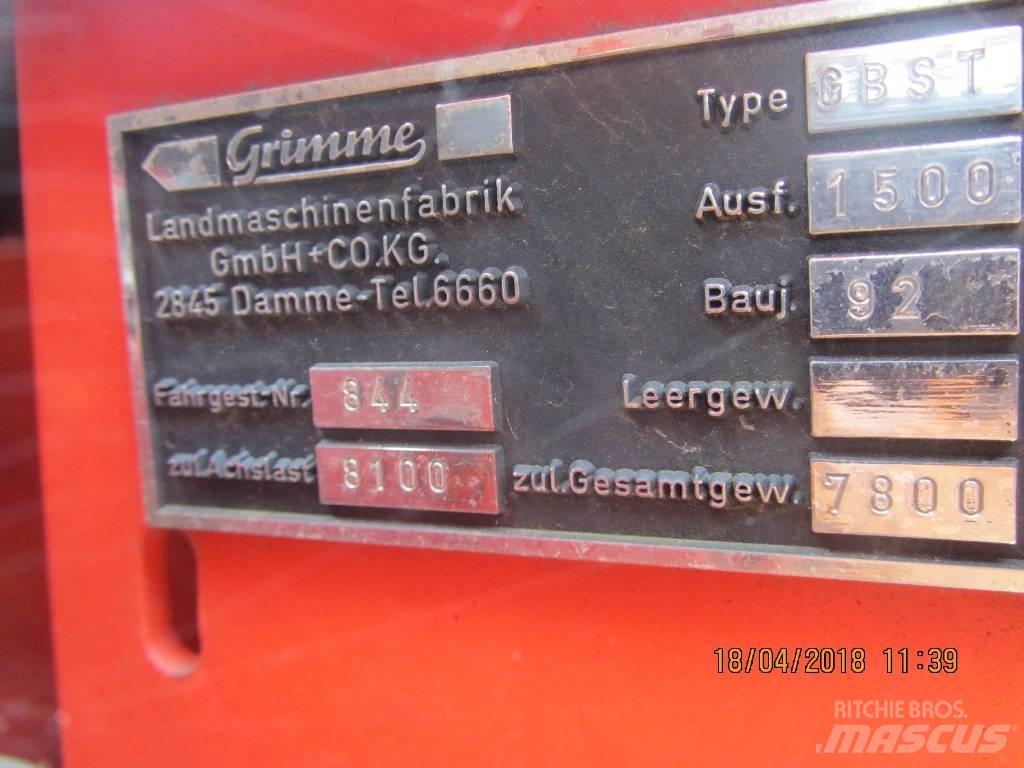 Grimme
Landmaschinenfabrik
GmbH+CO.KG.
2845 Damme-Tel.6660
Type GBST
Ausf. 1500
Bauj. 92
Fahrgest.-Nr. 844
Leergew.
zul.Achslast 8100
zul.Gesamtgew. 7800
18/04/2018 11:39
RITCHIE BROS.
MASCUS